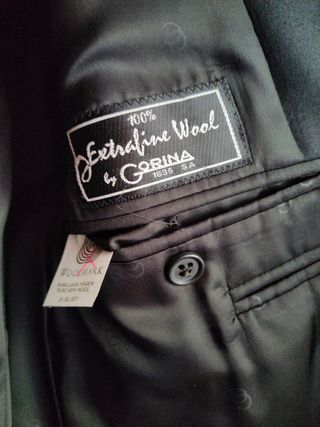 100%
Extrafine Wool
by GORINA
1835 S.A
WOOLMARK
PURA LANA VIRGEN
PURE NEW WOOL